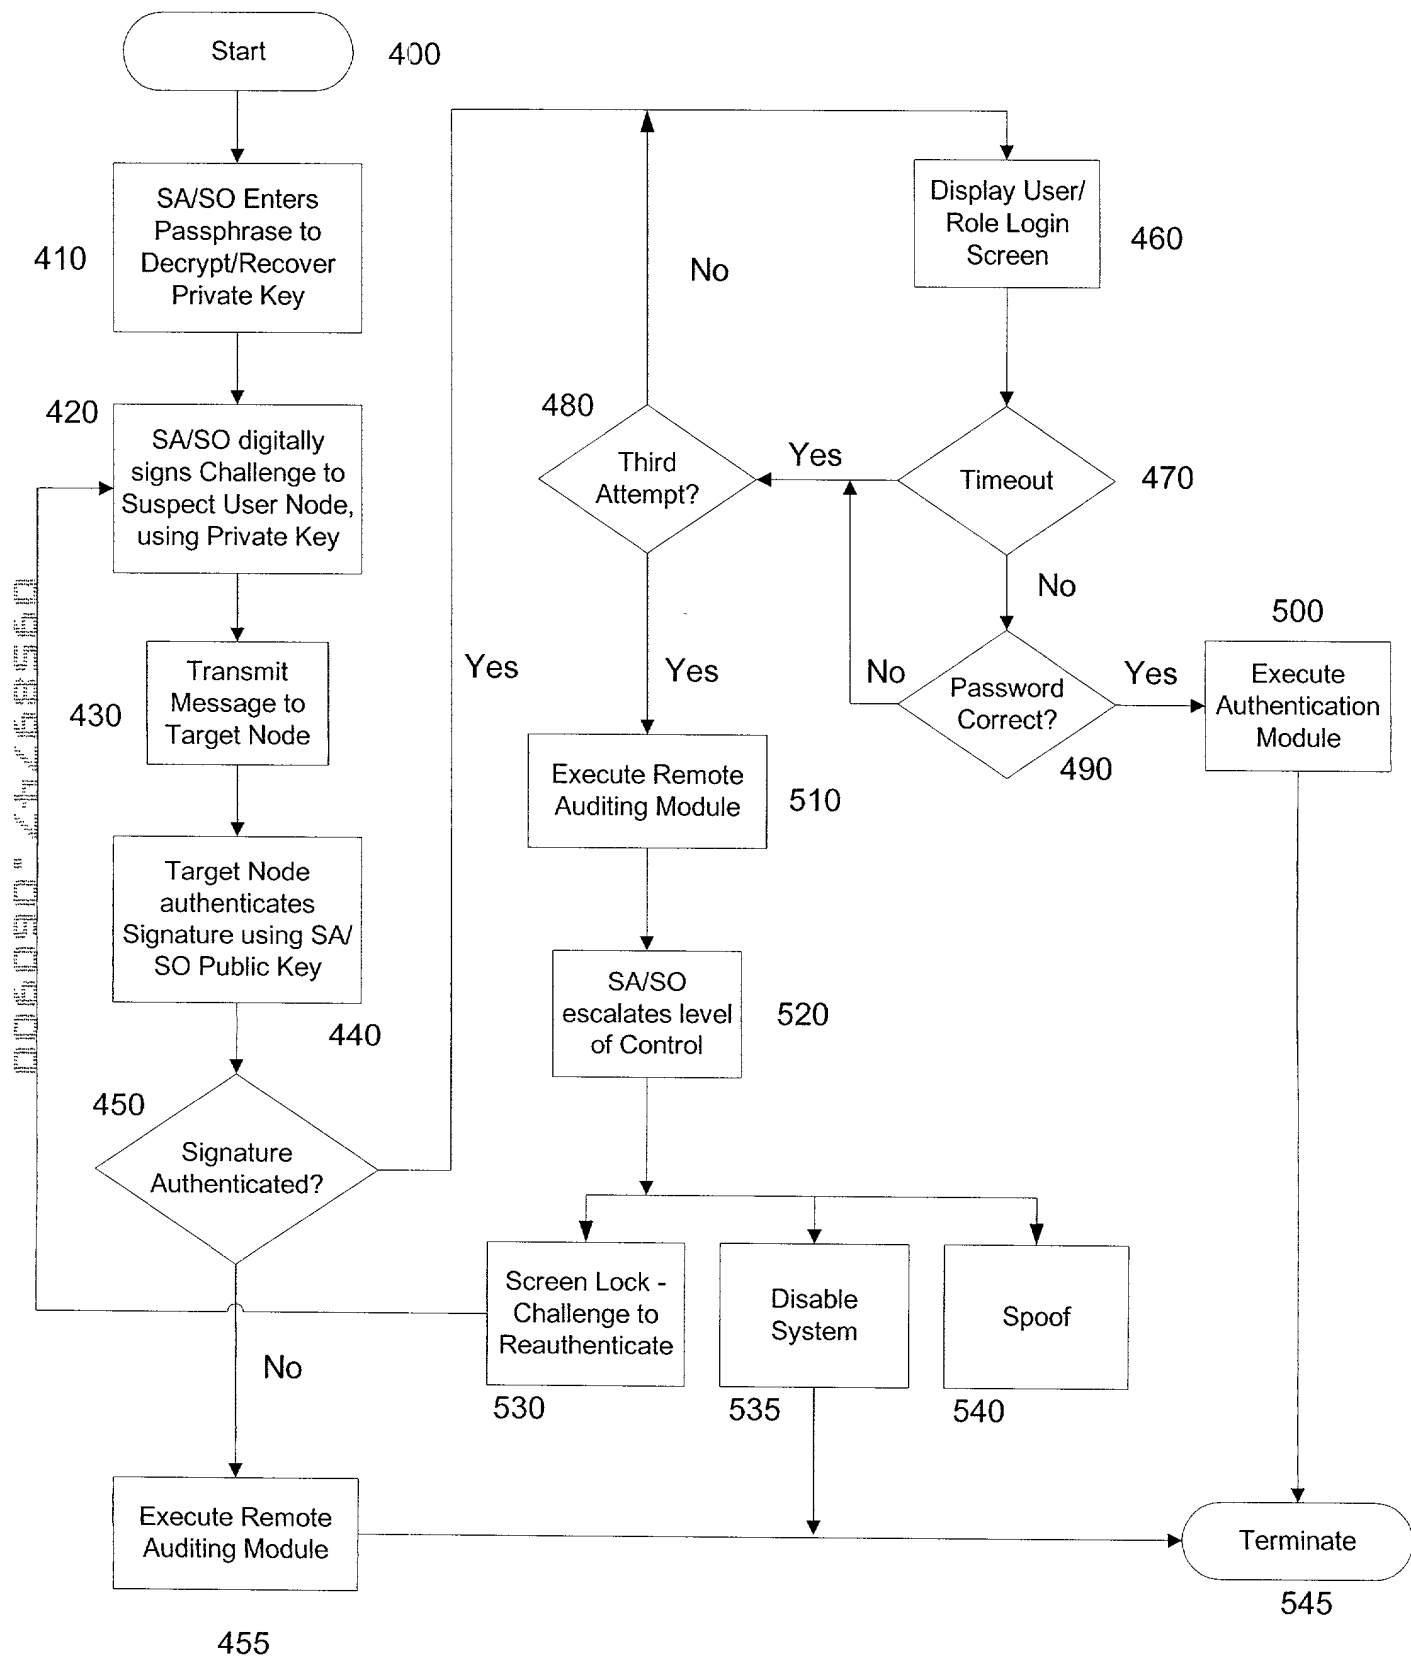 Start
400
SA/SO Enters
Passphrase to
Decrypt/Recover
Private Key
410
420
SA/SO digitally
signs Challenge to
Suspect User Node,
using Private Key
Transmit
Message to
Target Node
430
Target Node
authenticates
Signature using SA/
SO Public Key
440
450
Signature
Authenticated?
Yes
No
Execute Remote
Auditing Module
455
Display User/
Role Login
Screen
460
No
480
Third
Attempt?
Yes
Timeout
470
No
Yes
No
Password
Correct?
490
Yes
500
Execute
Authentication
Module
Execute Remote
Auditing Module
510
SA/SO
escalates level
of Control
520
Screen Lock -
Challenge to
Reauthenticate
530
Disable
System
535
Spoof
540
Terminate
545